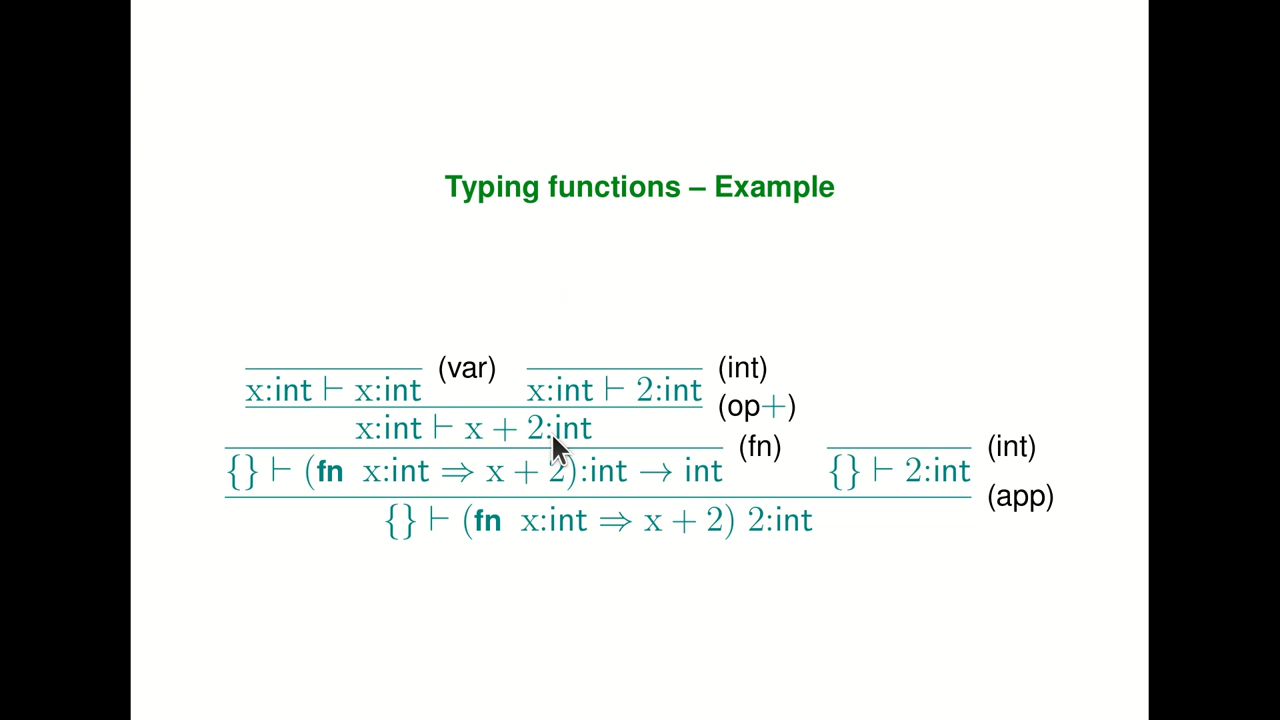 Typing functions – Example
x:int ⊢ x:int (var) x:int ⊢ 2:int (int)
x:int ⊢ x + 2:int (op+)
{} ⊢ (fn x:int ⇒ x + 2):int → int (fn) {} ⊢ 2:int (int)
{} ⊢ (fn x:int ⇒ x + 2) 2:int (app)